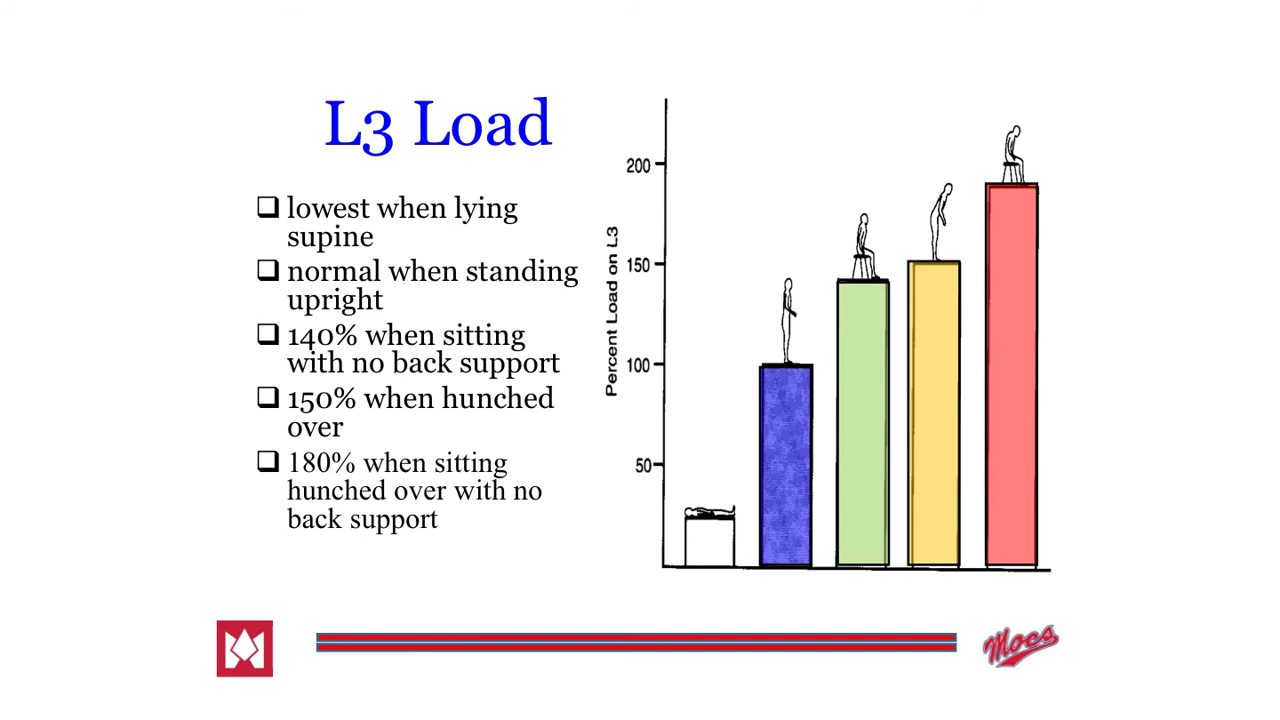 L3 Load
lowest when lying
supine
normal when standing
upright
140% when sitting
with no back support
150% when hunched
over
180% when sitting
hunched over with no
back support
Percent Load on L3
200
150
100
50
Mocs